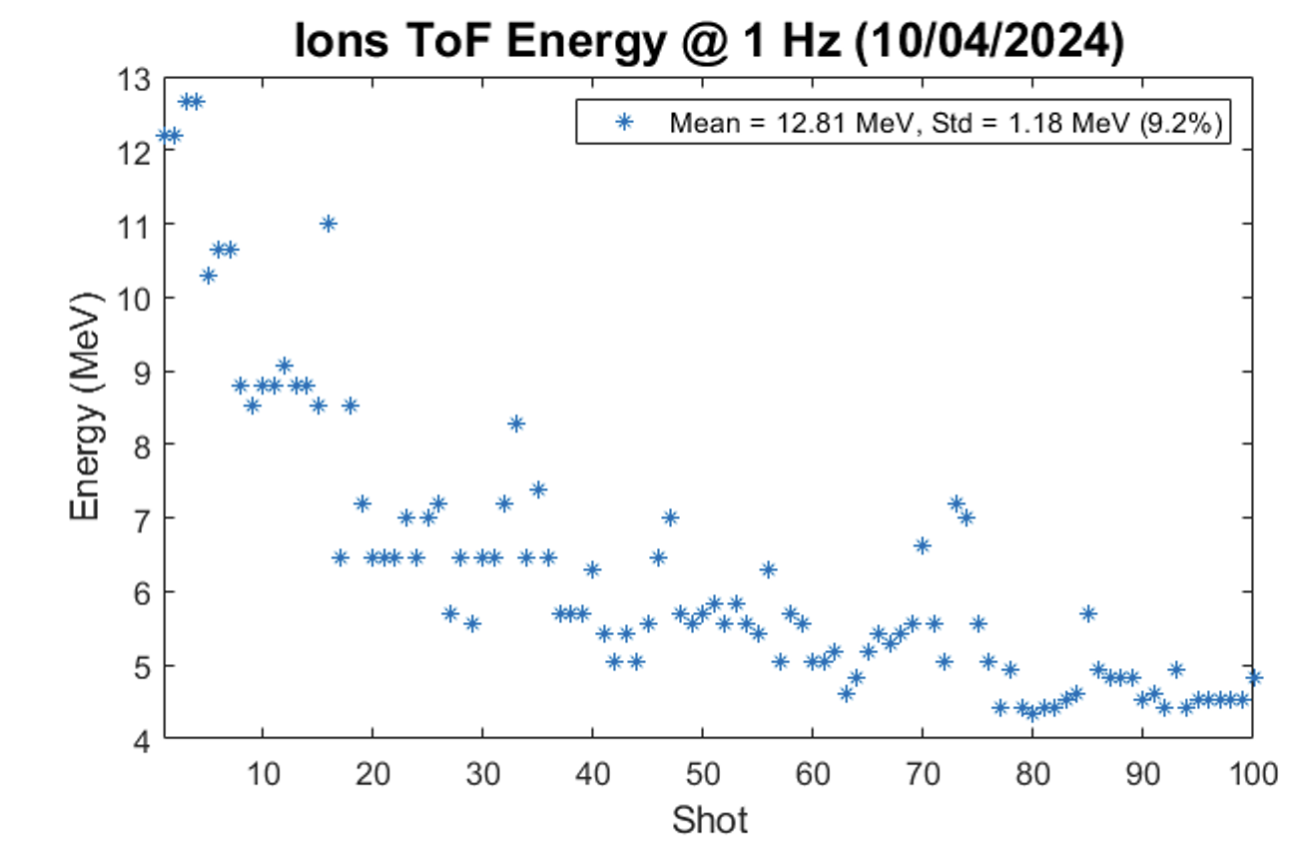 Ions ToF Energy @ 1 Hz (10/04/2024)
Mean = 12.81 MeV, Std = 1.18 MeV (9.2%)
Energy (MeV)
13
12
11
10
9
8
7
6
5
4
10 20 30 40 50 60 70 80 90 100
Shot